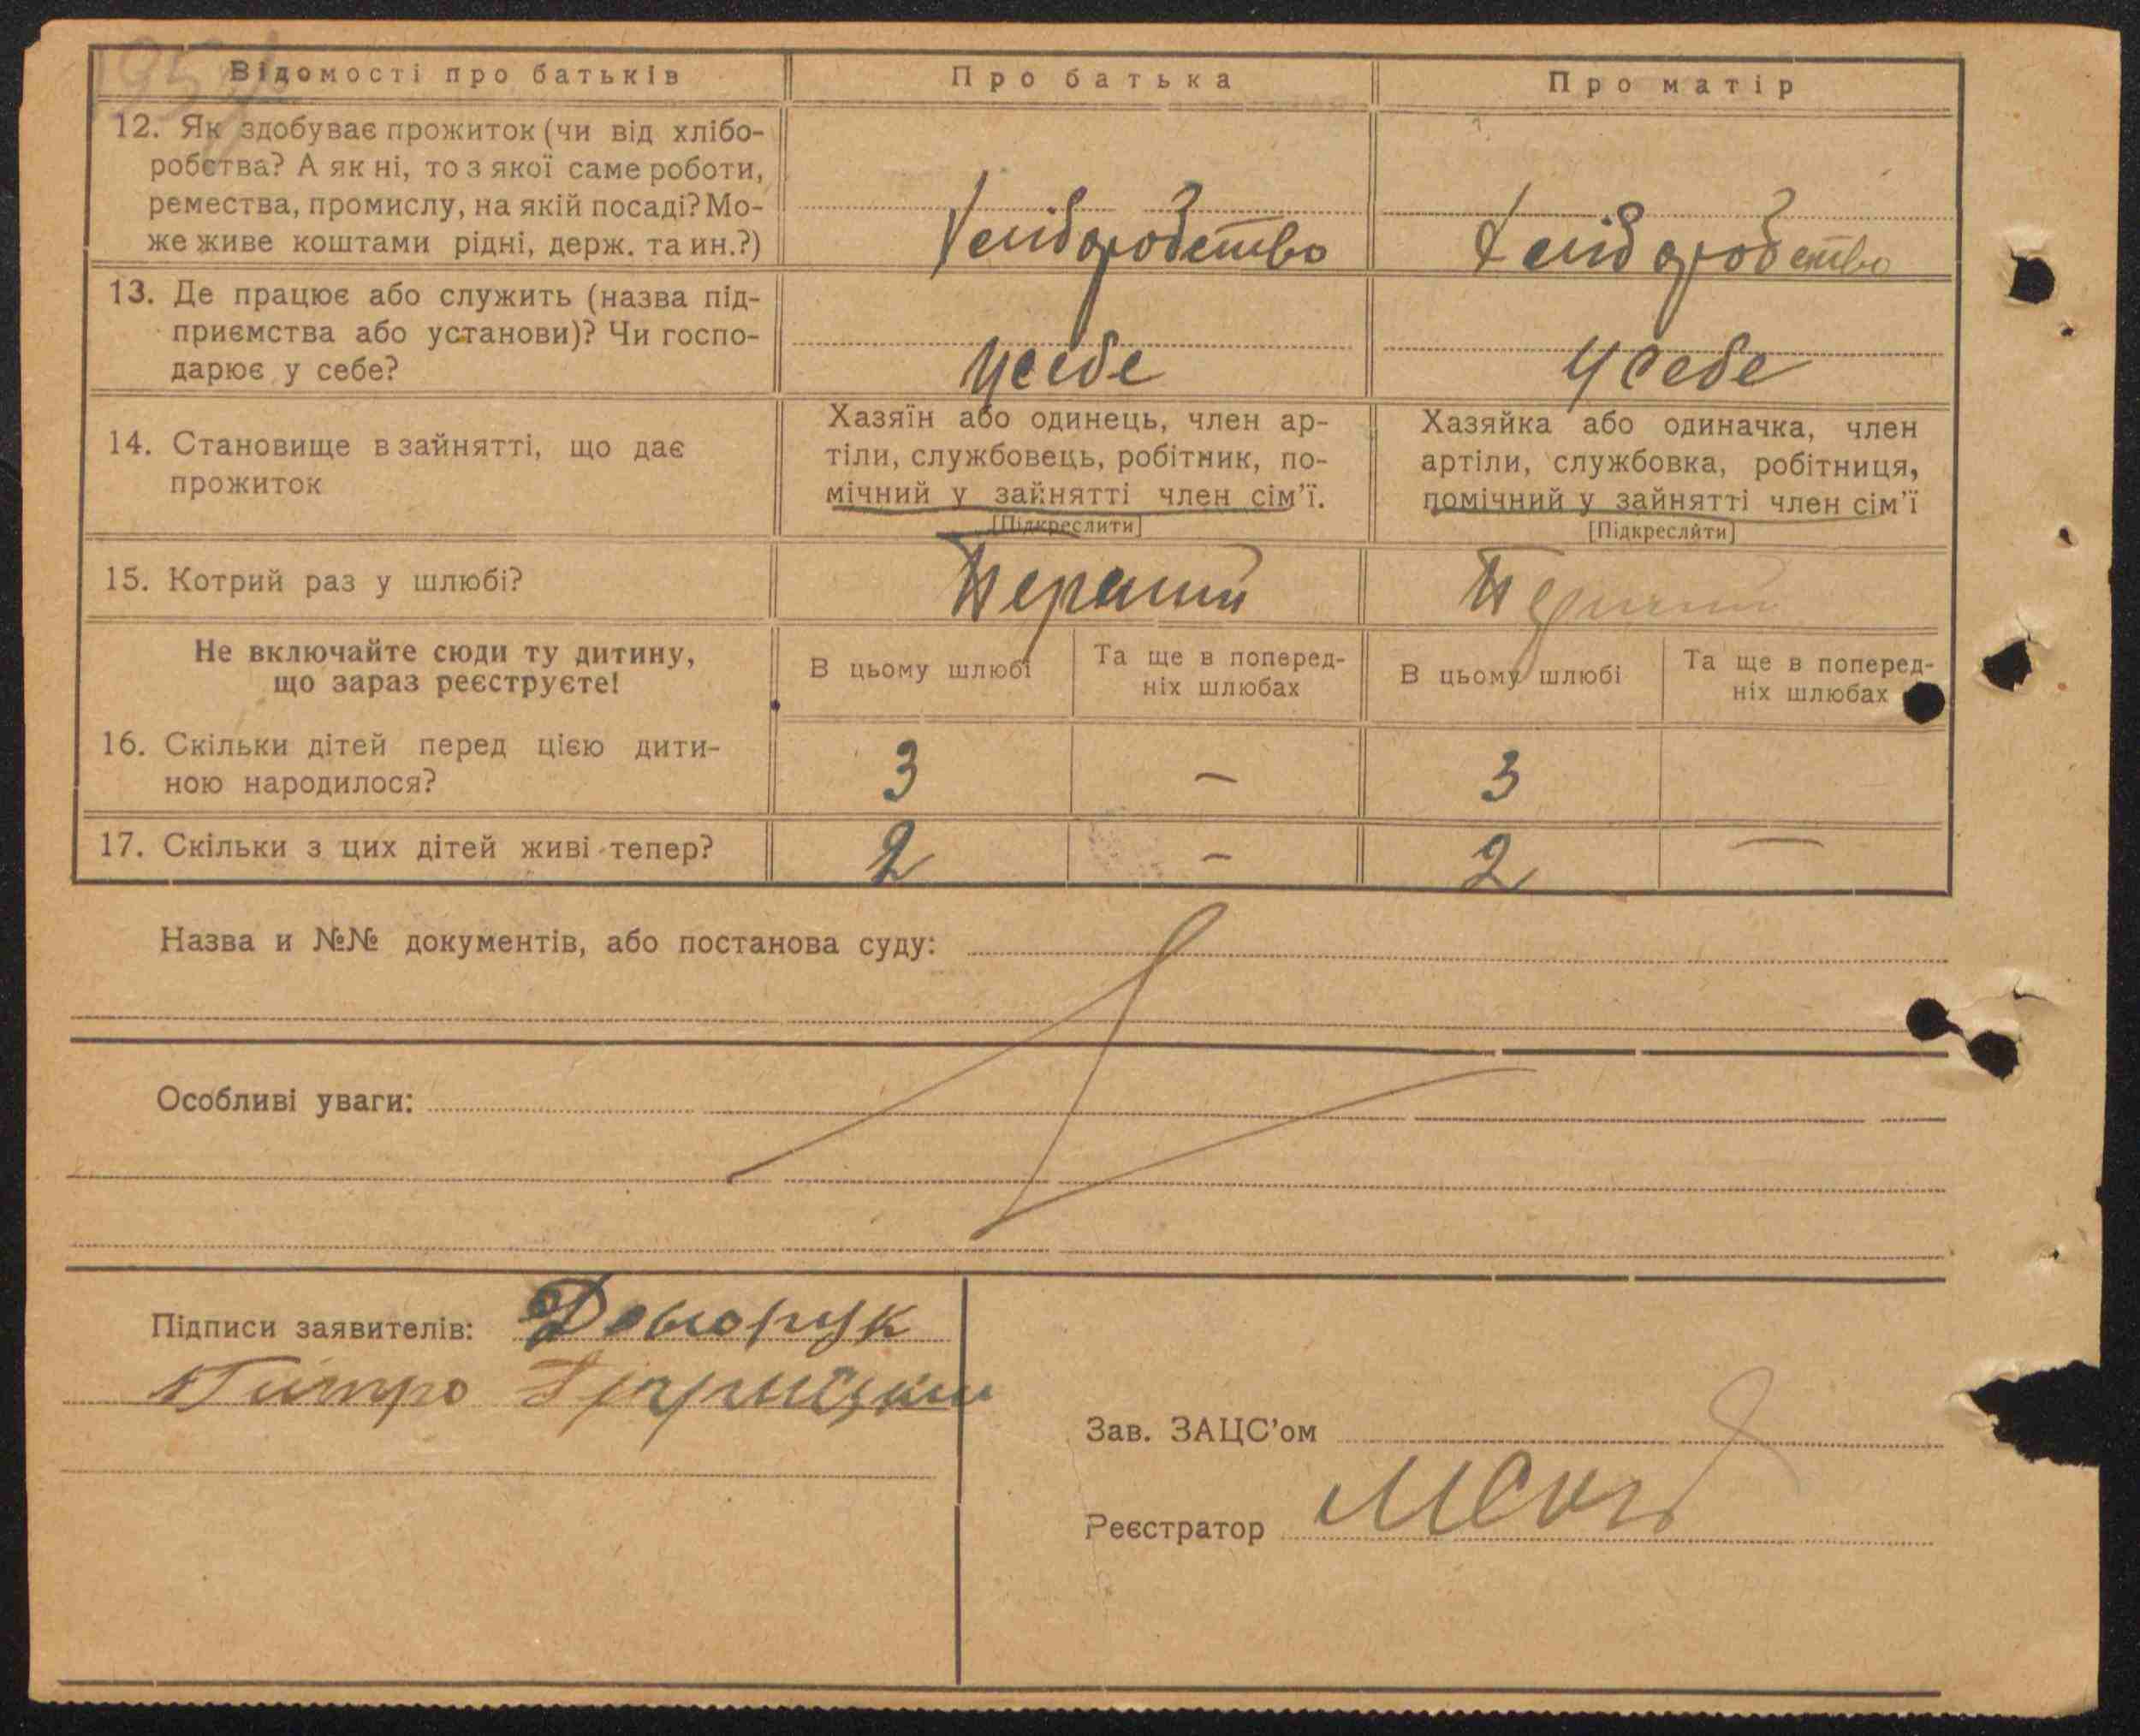 Відомості про батьків
Про батька
Про матір
12. Як здобуває прожиток (чи від хлібо-
робства? А як ні, то з якої саме роботи,
ремества, промислу, на якій посаді? Мо-
же живе коштами рідні, держ. та ин.?)
Хліборобство
Хліборобство
13. Де працює або служить (назва під-
приємства або установи)? Чи госпо-
дарює у себе?
У себе
У себе
14. Становище в зайнятті, що дає
прожиток
Хазяїн або одинець, член ар-
тіли, службовець, робітник, по-
мічний у зайнятті член сім'ї.
[Підкреслити]
Хазяйка або одиначка, член
артіли, службовка, робітниця,
помічний у зайнятті член сім'ї
[Підкреслити]
15. Котрий раз у шлюбі?
Перший
Перший
Не включайте сюди ту дитину,
що зараз реєструєте!
В цьому шлюбі
Та ще в поперед-
ніх шлюбах
В цьому шлюбі
Та ще в поперед-
ніх шлюбах
16. Скільки дітей перед цією дити-
ною народилося?
3
–
3
17. Скільки з цих дітей живі тепер?
2
–
2
–
Назва и №№ документів, або постанова суду:
Особливі уваги:
Підписи заявителів:
Зав. ЗАЦС'ом
Реєстратор